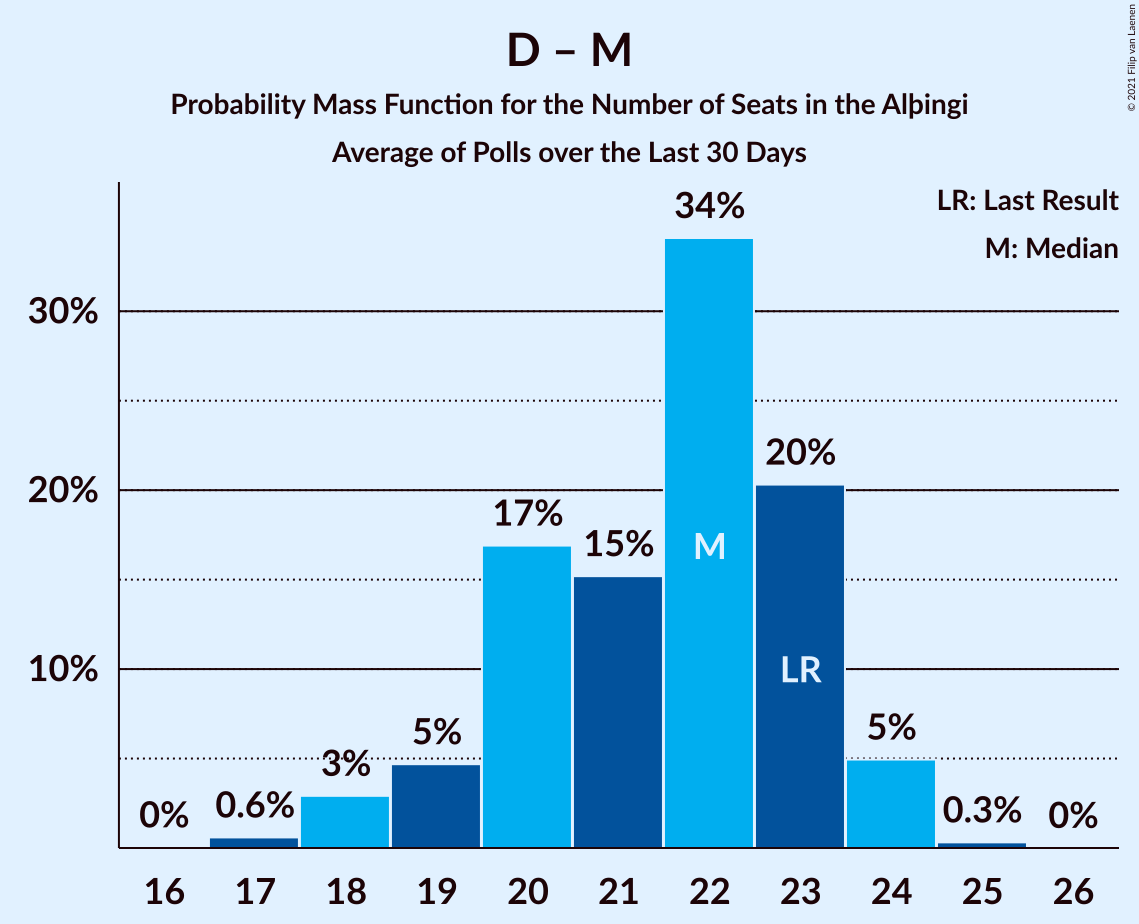 D – M
Probability Mass Function for the Number of Seats in the Alþingi
Average of Polls over the Last 30 Days
© 2021 Filip van Laenen
LR: Last Result
M: Median
34%
30%
20%
20%
17%
15%
M
10%
LR
5%
5%
3%
0%
0.6%
0.3%
0%
16 17 18 19 20 21 22 23 24 25 26